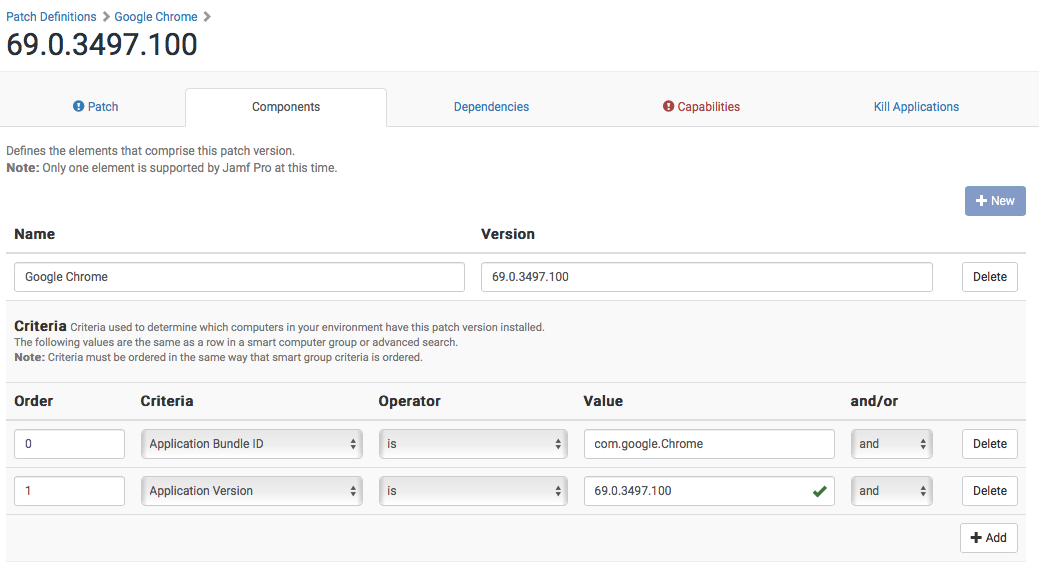 Patch Definitions > Google Chrome >
69.0.3497.100
Patch Components Dependencies Capabilities Kill Applications
Defines the elements that comprise this patch version.
Note: Only one element is supported by Jamf Pro at this time.
+ New
Name Version
Google Chrome 69.0.3497.100 Delete
Criteria Criteria used to determine which computers in your environment have this patch version installed.
The following values are the same as a row in a smart computer group or advanced search.
Note: Criteria must be ordered in the same way that smart group criteria is ordered.
Order Criteria Operator Value and/or
0 Application Bundle ID is com.google.Chrome and Delete
1 Application Version is 69.0.3497.100 and Delete
+ Add